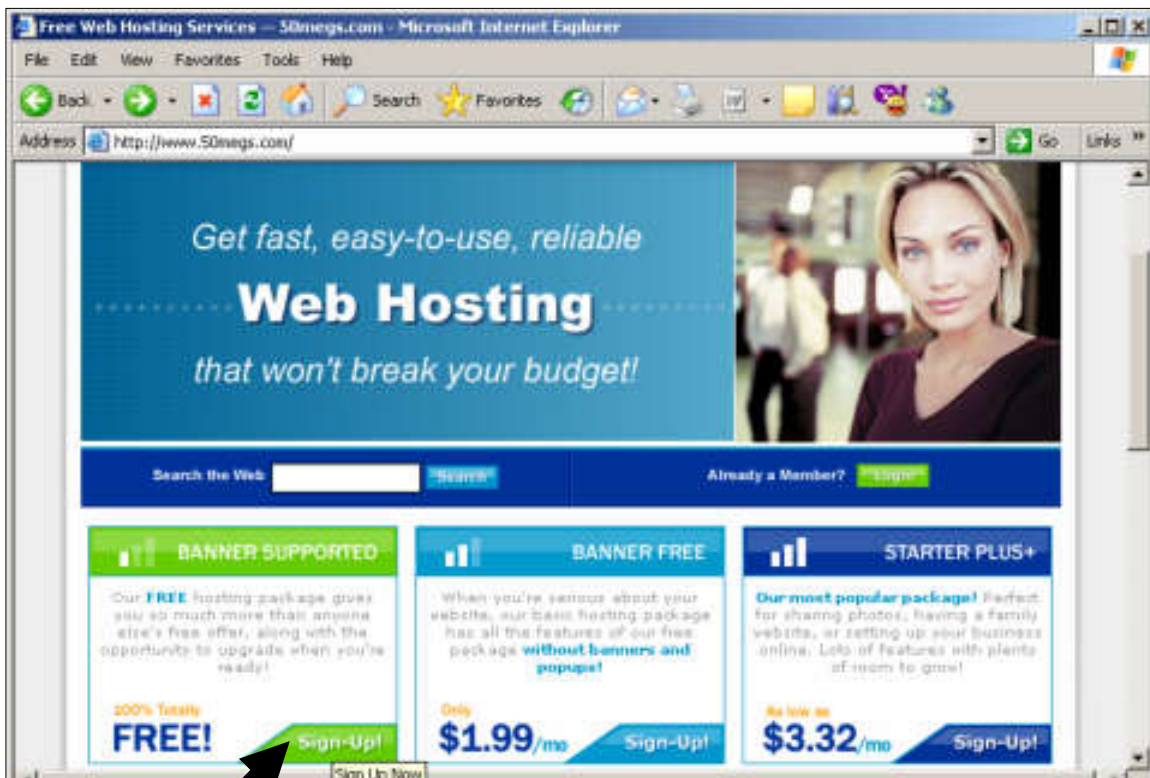 Free Web Hosting Services — 50megs.com - Microsoft Internet Explorer
File Edit View Favorites Tools Help
Back Search Favorites
Address http://www.50megs.com/ Go Links »
Get fast, easy-to-use, reliable
Web Hosting
that won't break your budget!
Search the Web Search Already a Member? Login
BANNER SUPPORTED
Our FREE hosting package gives
you so much more than anyone
else's free offer, along with the
opportunity to upgrade when you're
ready!
100% Totally
FREE! Sign-Up!
Sign Up Now
BANNER FREE
When you're serious about your
website, our basic hosting package
has all the features of our free
package without banners and
popups!
Only
$1.99/mo Sign-Up!
STARTER PLUS+
Our most popular package! Perfect
for sharing photos, having a family
website, or setting up your business
online. Lots of features with plenty
of room to grow!
As low as
$3.32/mo Sign-Up!